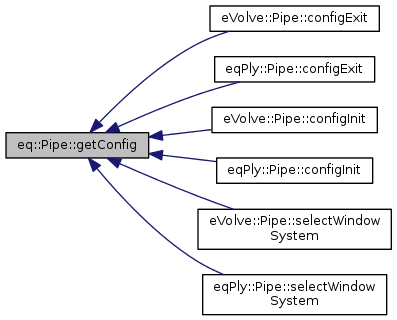 eVolve::Pipe::configExit
eqPly::Pipe::configExit
eVolve::Pipe::configInit
eq::Pipe::getConfig
eqPly::Pipe::configInit
eVolve::Pipe::selectWindow
System
eqPly::Pipe::selectWindow
System